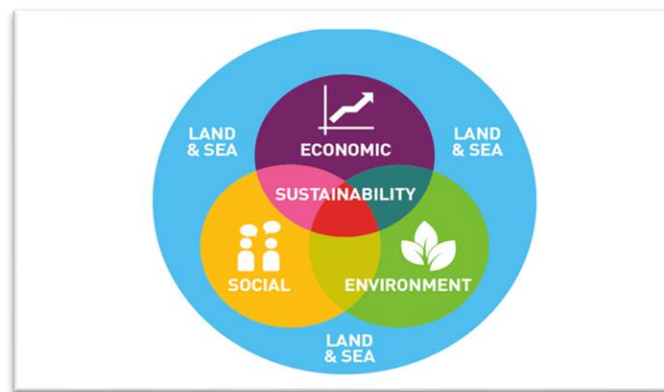 LAND
& SEA
LAND
& SEA
ECONOMIC
SUSTAINABILITY
SOCIAL
ENVIRONMENT
LAND
& SEA